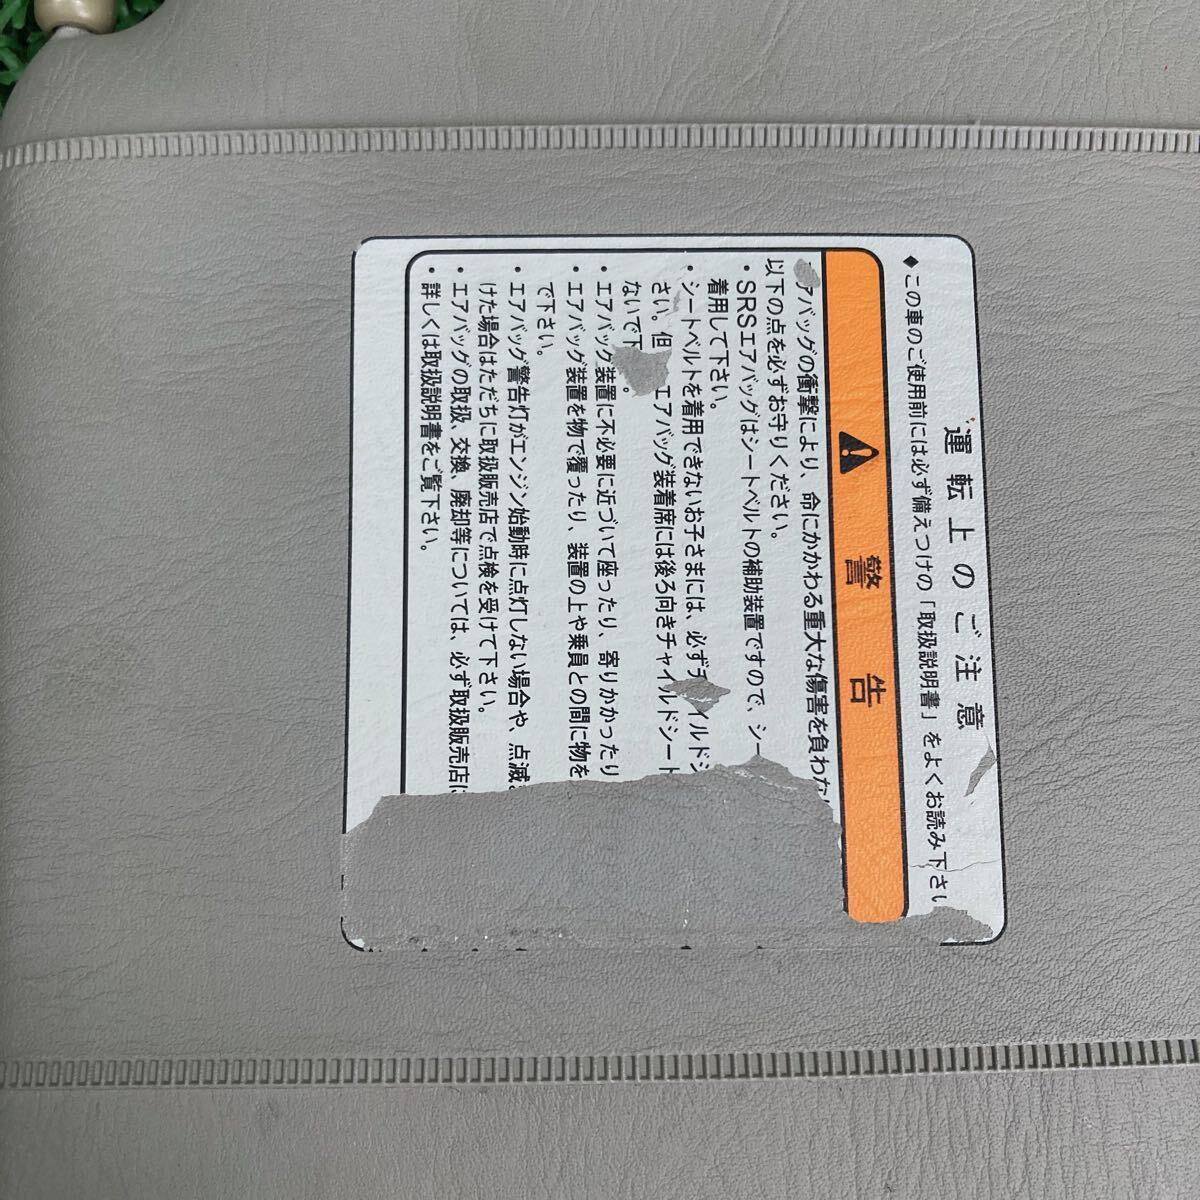 運転上のご注意
◆この車のご使用前には必ず備えつけの「取扱説明書」をよくお読み下さい
警告
アバッグの衝撃により、命にかかわる重大な傷害を負わない
以下の点を必ずお守りください。
・SRSエアバッグはシートベルトの補助装置ですので、シー
着用して下さい。
・シートベルトを着用できないお子さまには、必ずチャイルドシ
さい。但 エアバッグ装着席には後ろ向きチャイルドシート
ないで下 。
・エアバッグ装置に不必要に近づいて座ったり、寄りかかったり
・エアバッグ装置を物で覆ったり、装置の上や乗員との間に物を
で下さい。
・エアバッグ警告灯がエンジン始動時に点灯しない場合や、点滅
けた場合はただちに取扱販売店で点検を受けて下さい。
・エアバッグの取扱、交換、廃却等については、必ず取扱販売店に
・詳しくは取扱説明書をご覧下さい。